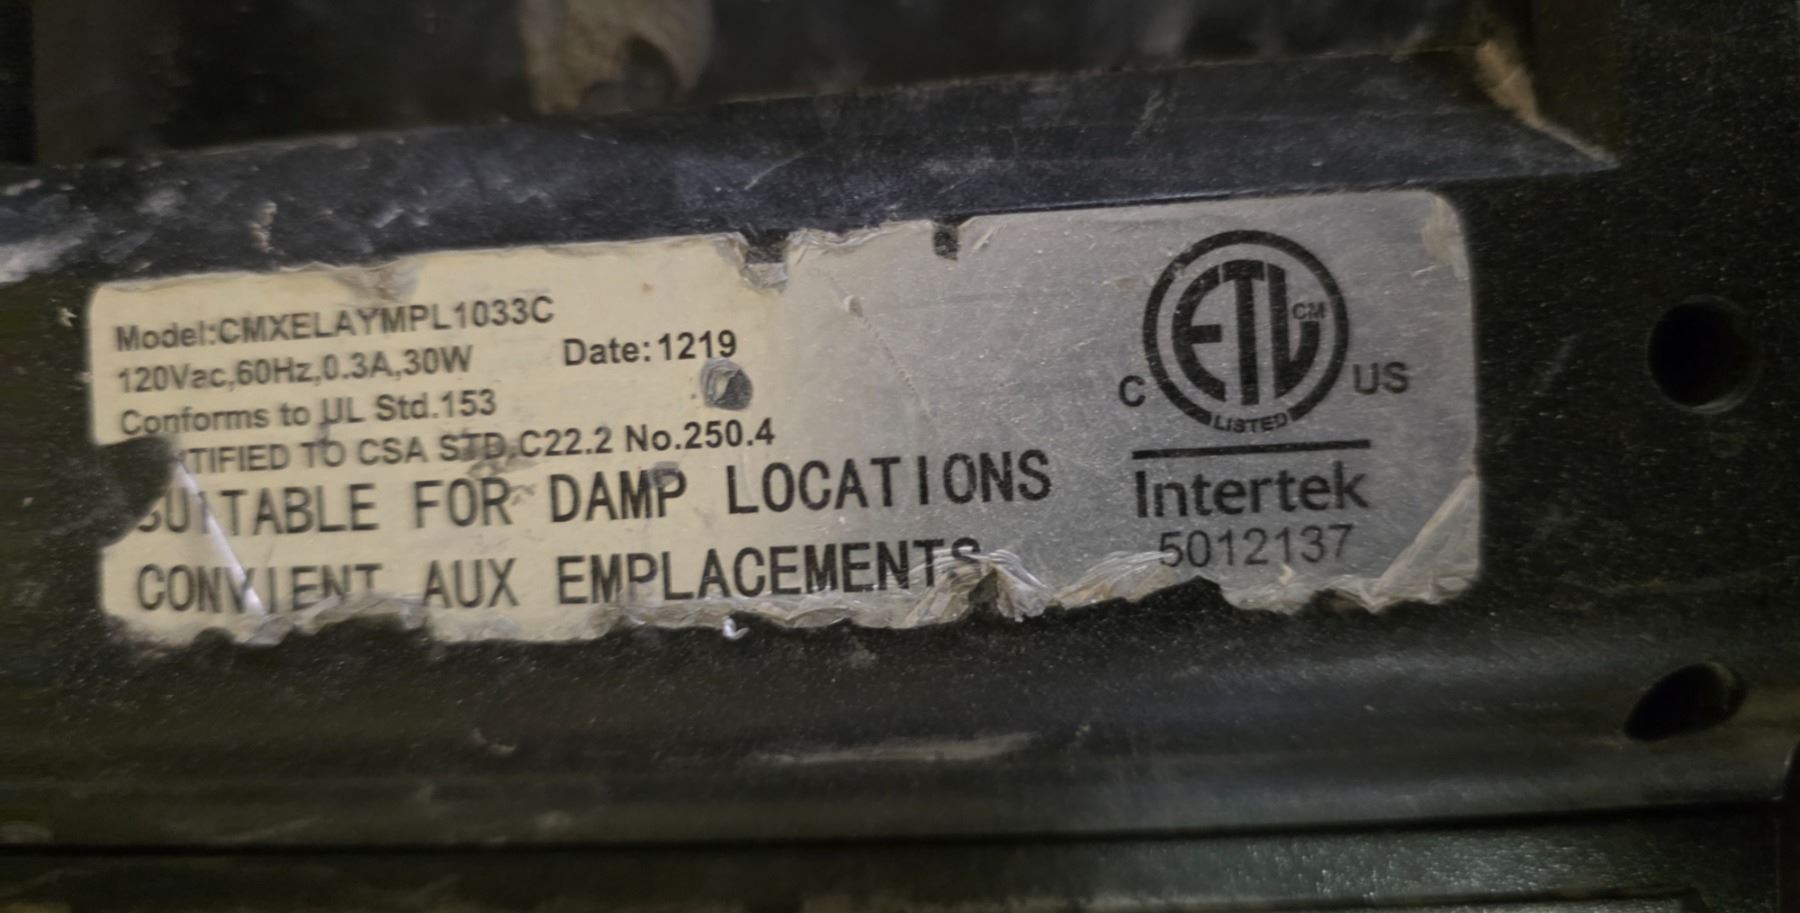 Model:CMXELAYMPL1033C
120Vac,60Hz,0.3A,30W Date:1219
Conforms to UL Std.153
TIFIED TO CSA STD.C22.2 No.250.4
SUITABLE FOR DAMP LOCATIONS
CONVIENT AUX EMPLACEMENTS
ETL CM
LISTED
C US
Intertek
5012137